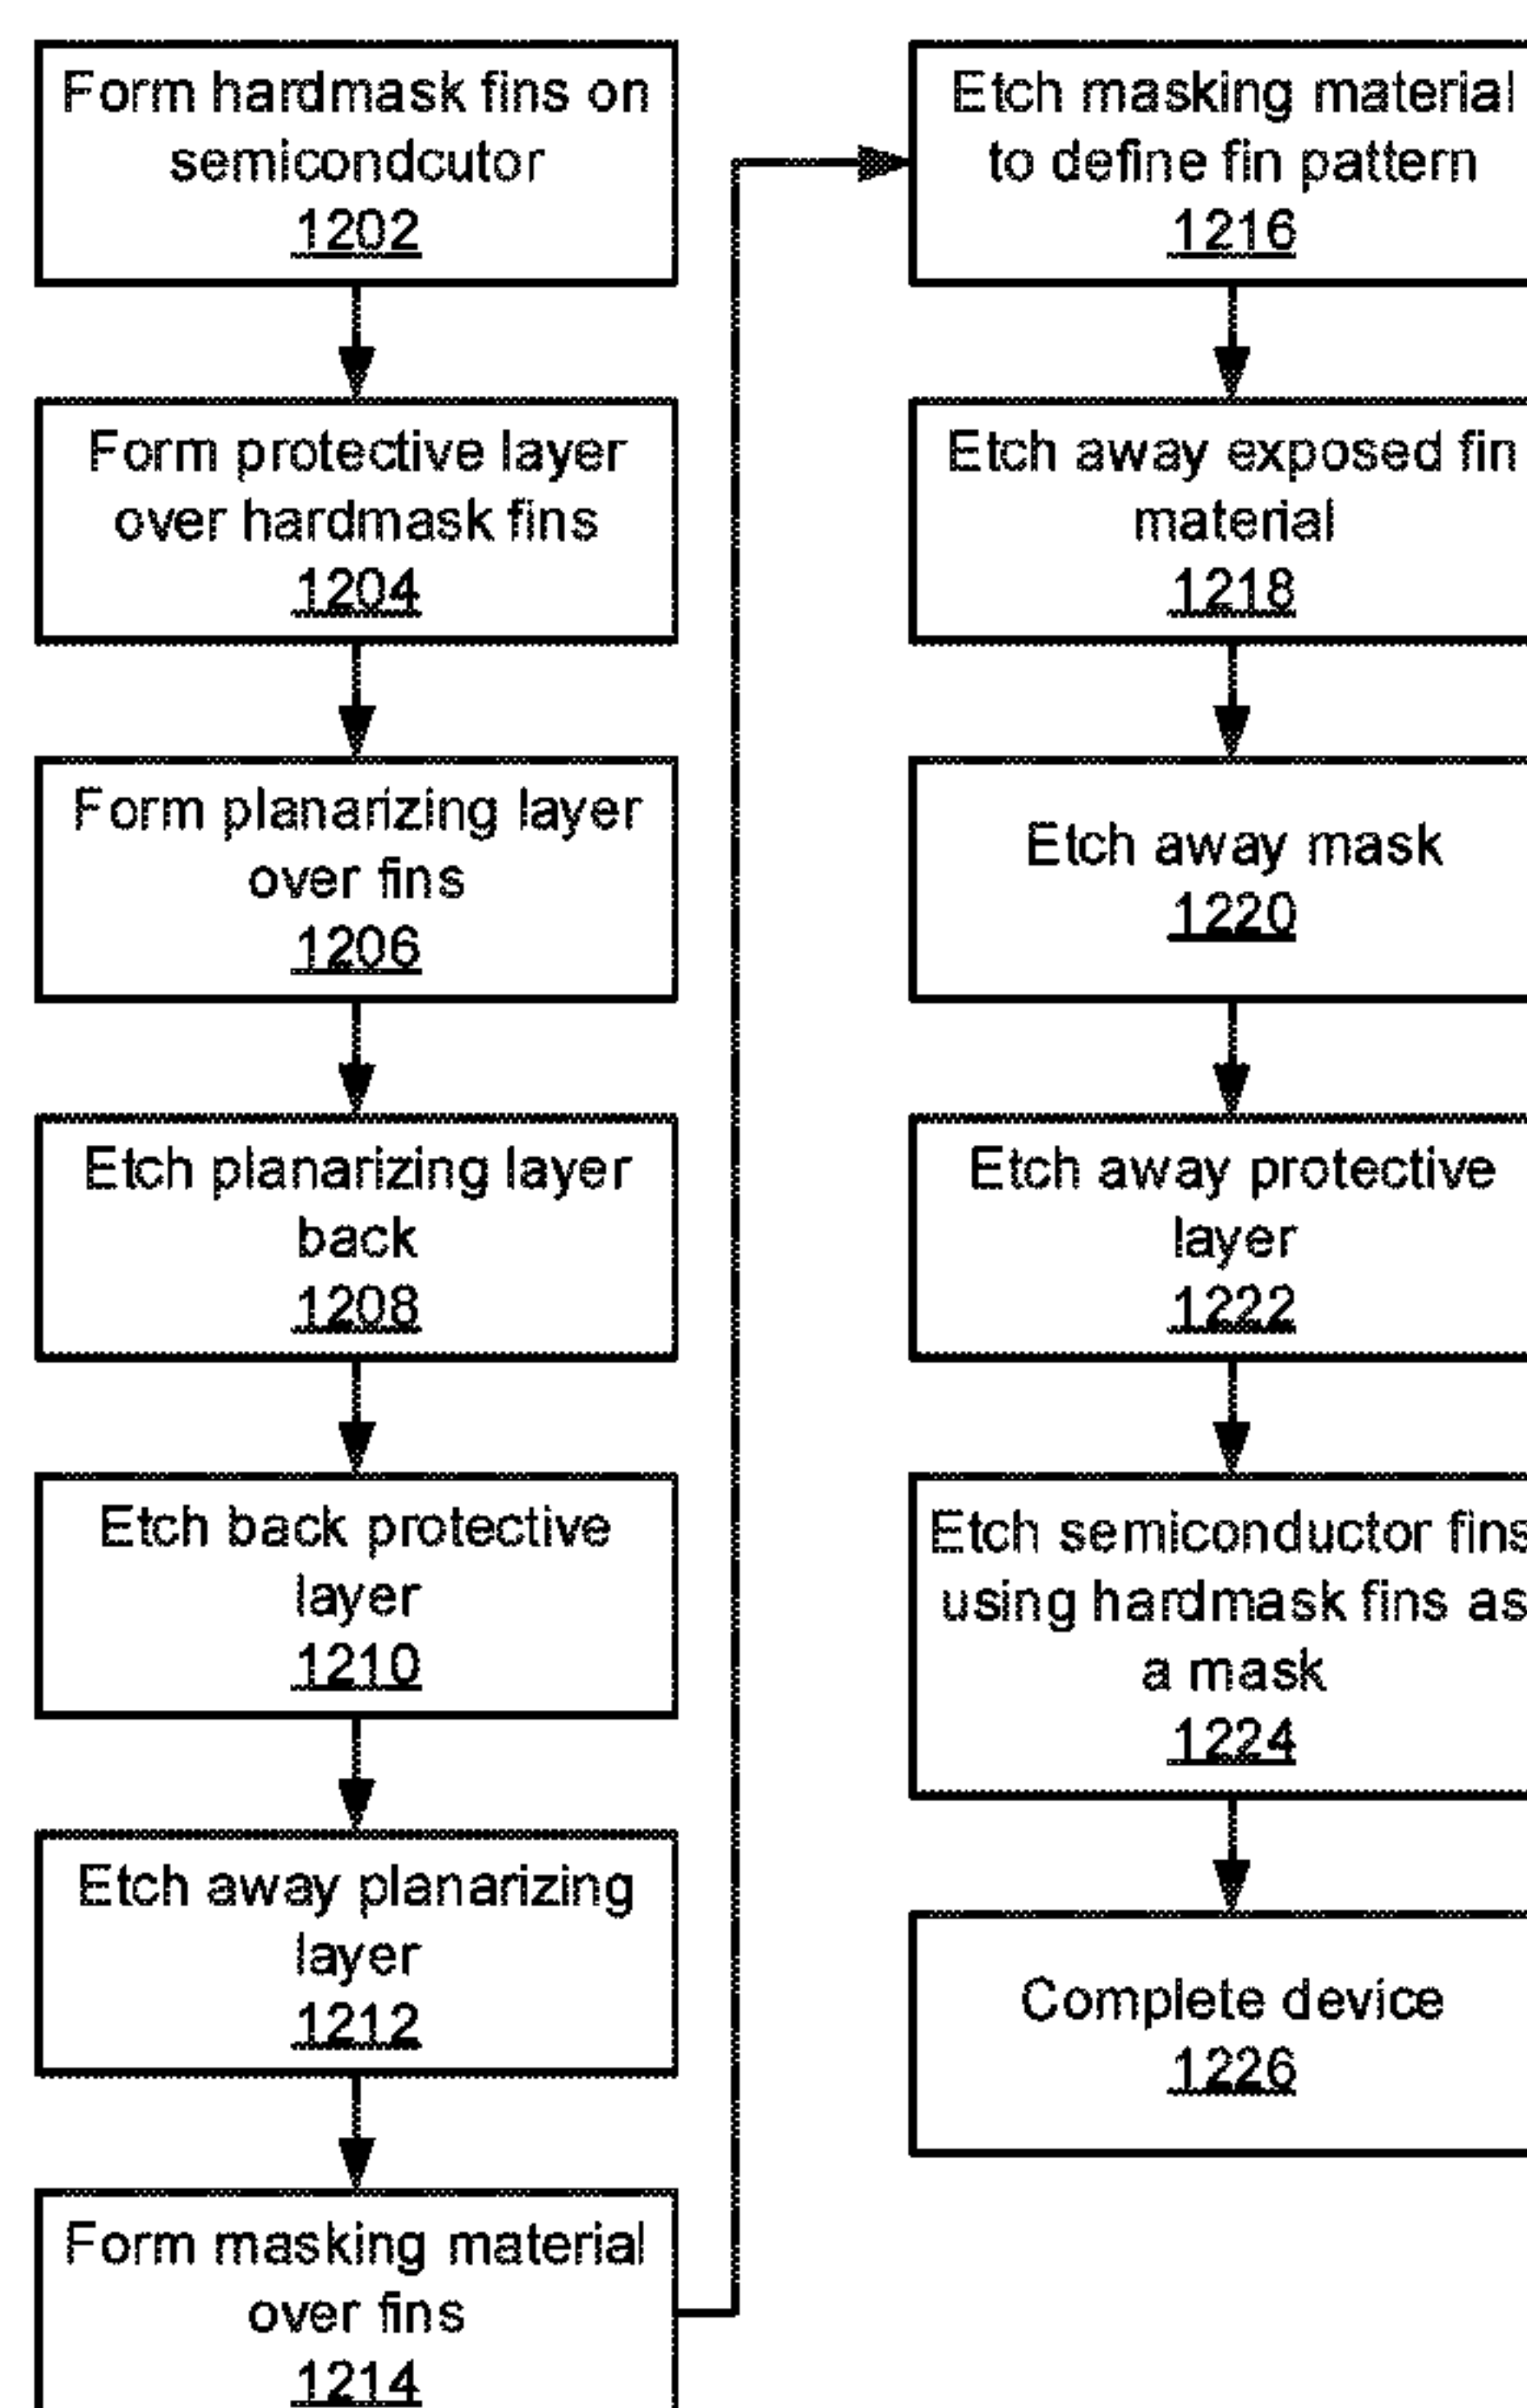 Form hardmask fins on
semicondcutor
1202
Form protective layer
over hardmask fins
1204
Form planarizing layer
over fins
1206
Etch planarizing layer
back
1208
Etch back protective
layer
1210
Etch away planarizing
layer
1212
Form masking material
over fins
1214
Etch masking material
to define fin pattern
1216
Etch away exposed fin
material
1218
Etch away mask
1220
Etch away protective
layer
1222
Etch semiconductor fins
using hardmask fins as
a mask
1224
Complete device
1226